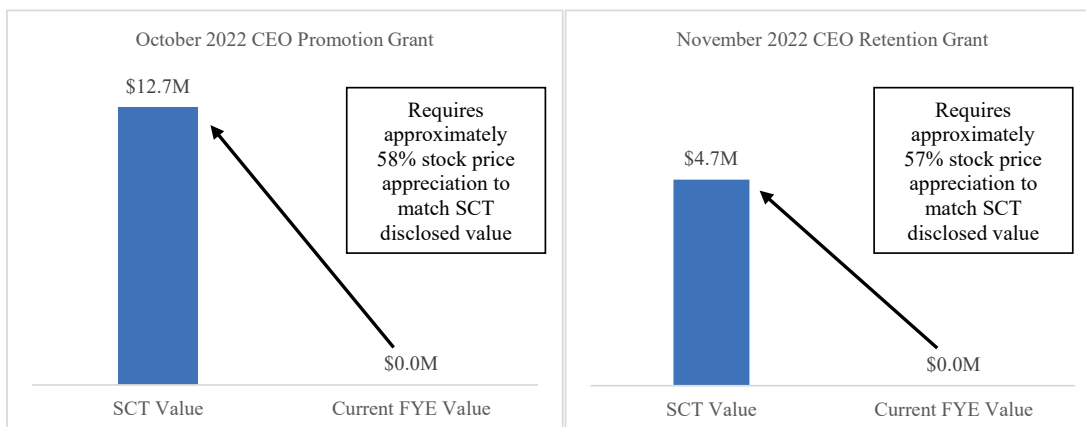 October 2022 CEO Promotion Grant
$12.7M
Requires
approximately
58% stock price
appreciation to
match SCT
disclosed value
$0.0M
SCT Value
Current FYE Value
November 2022 CEO Retention Grant
$4.7M
Requires
approximately
57% stock price
appreciation to
match SCT
disclosed value
$0.0M
SCT Value
Current FYE Value